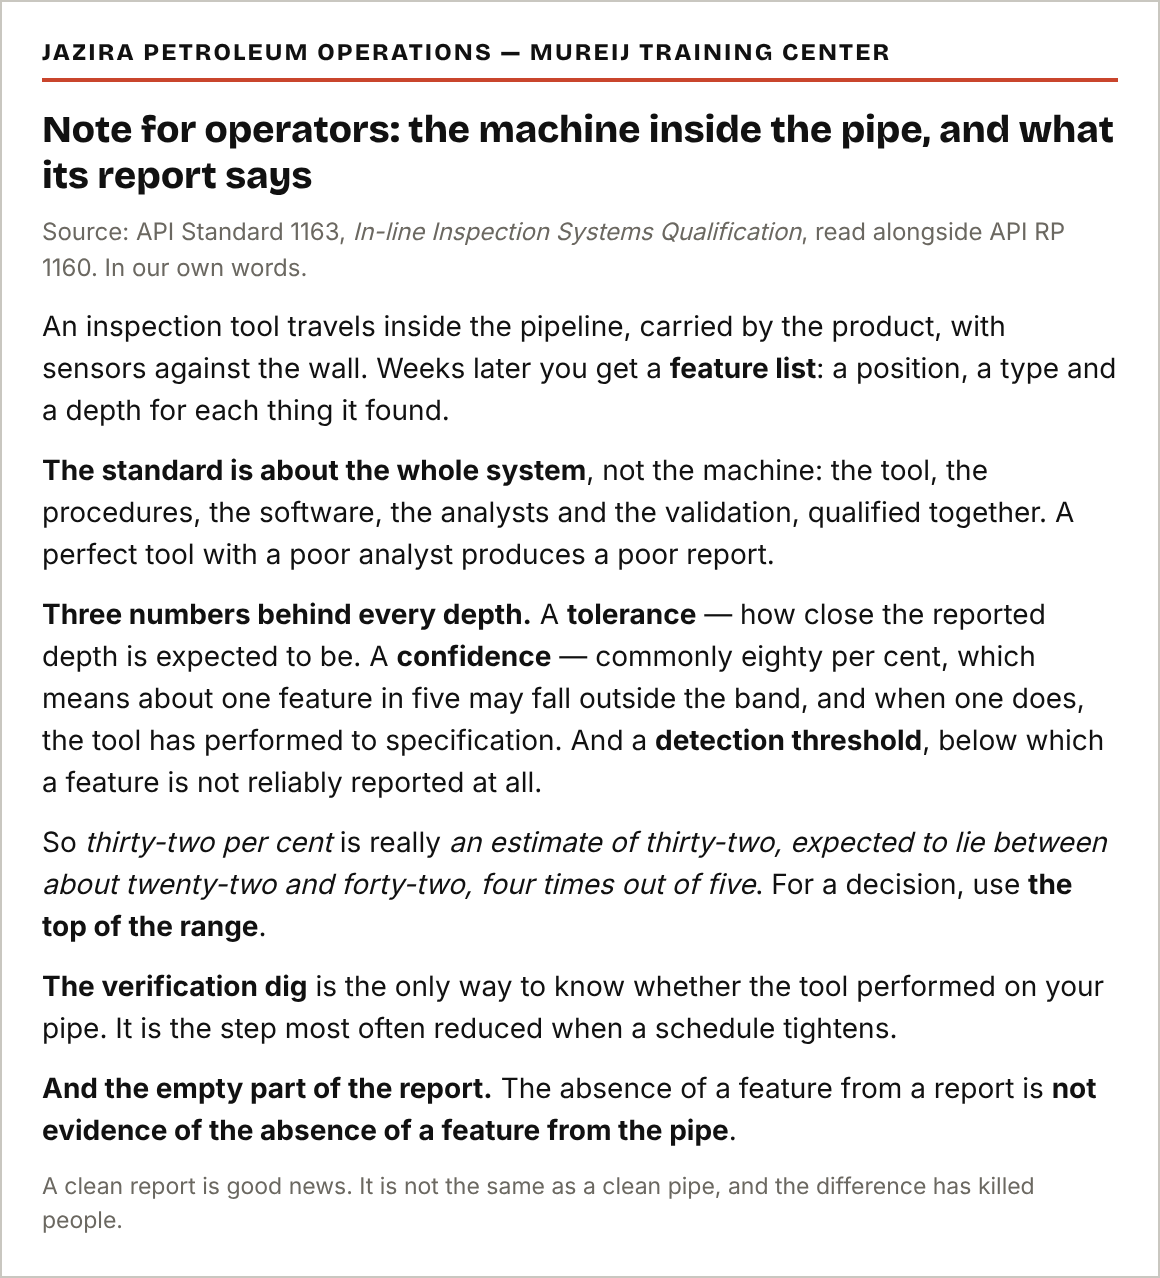 JAZIRA PETROLEUM OPERATIONS — MUREIJ TRAINING CENTER
Note for operators: the machine inside the pipe, and what
its report says
Source: API Standard 1163, In-line Inspection Systems Qualification, read alongside API RP
1160. In our own words.
An inspection tool travels inside the pipeline, carried by the product, with
sensors against the wall. Weeks later you get a feature list: a position, a type and
a depth for each thing it found.
The standard is about the whole system, not the machine: the tool, the
procedures, the software, the analysts and the validation, qualified together. A
perfect tool with a poor analyst produces a poor report.
Three numbers behind every depth. A tolerance — how close the reported
depth is expected to be. A confidence — commonly eighty per cent, which
means about one feature in five may fall outside the band, and when one does,
the tool has performed to specification. And a detection threshold, below which
a feature is not reliably reported at all.
So thirty-two per cent is really an estimate of thirty-two, expected to lie between
about twenty-two and forty-two, four times out of five. For a decision, use the
top of the range.
The verification dig is the only way to know whether the tool performed on your
pipe. It is the step most often reduced when a schedule tightens.
And the empty part of the report. The absence of a feature from a report is not
evidence of the absence of a feature from the pipe.
A clean report is good news. It is not the same as a clean pipe, and the difference has killed
people.